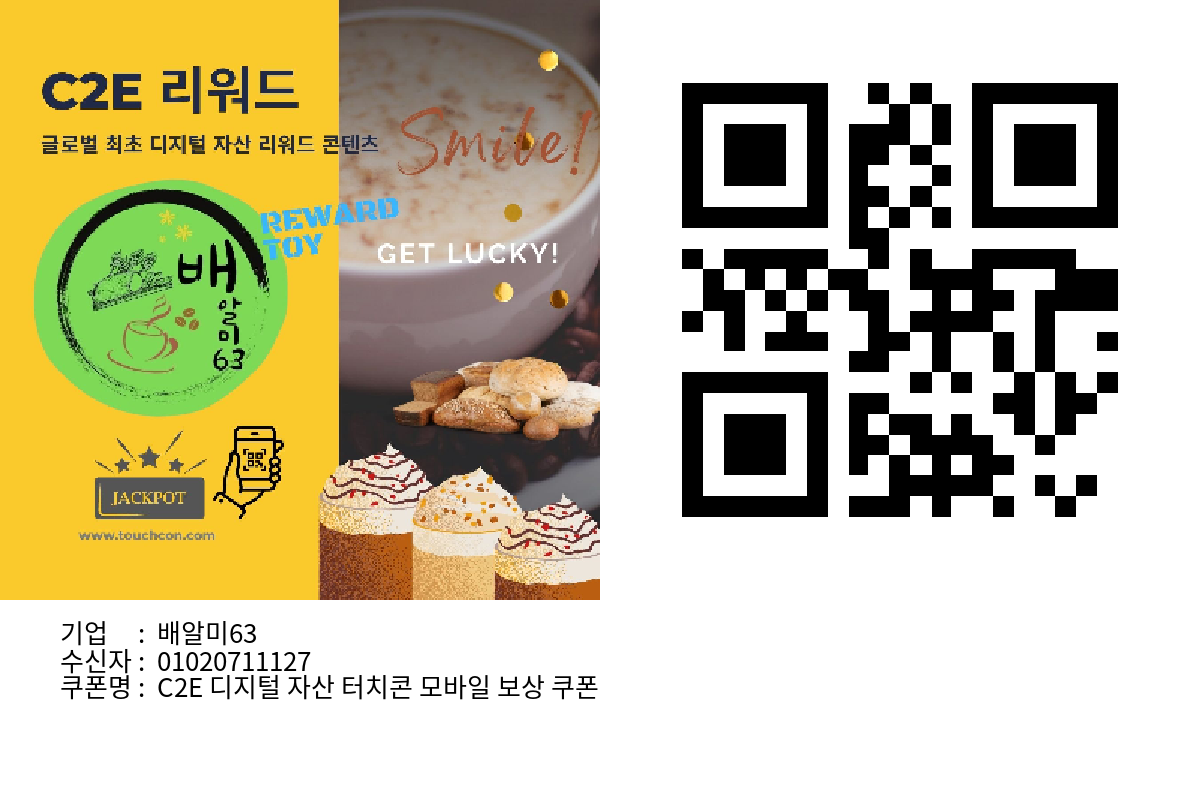 C2E 리워드
글로벌 최초 디지털 자산 리워드 콘텐츠
Smile!
REWARD
TOY
GET LUCKY!
배
알
미
63
JACKPOT
www.touchcon.com
기업 : 배알미63
수신자 : 01020711127
쿠폰명 : C2E 디지털 자산 터치콘 모바일 보상 쿠폰